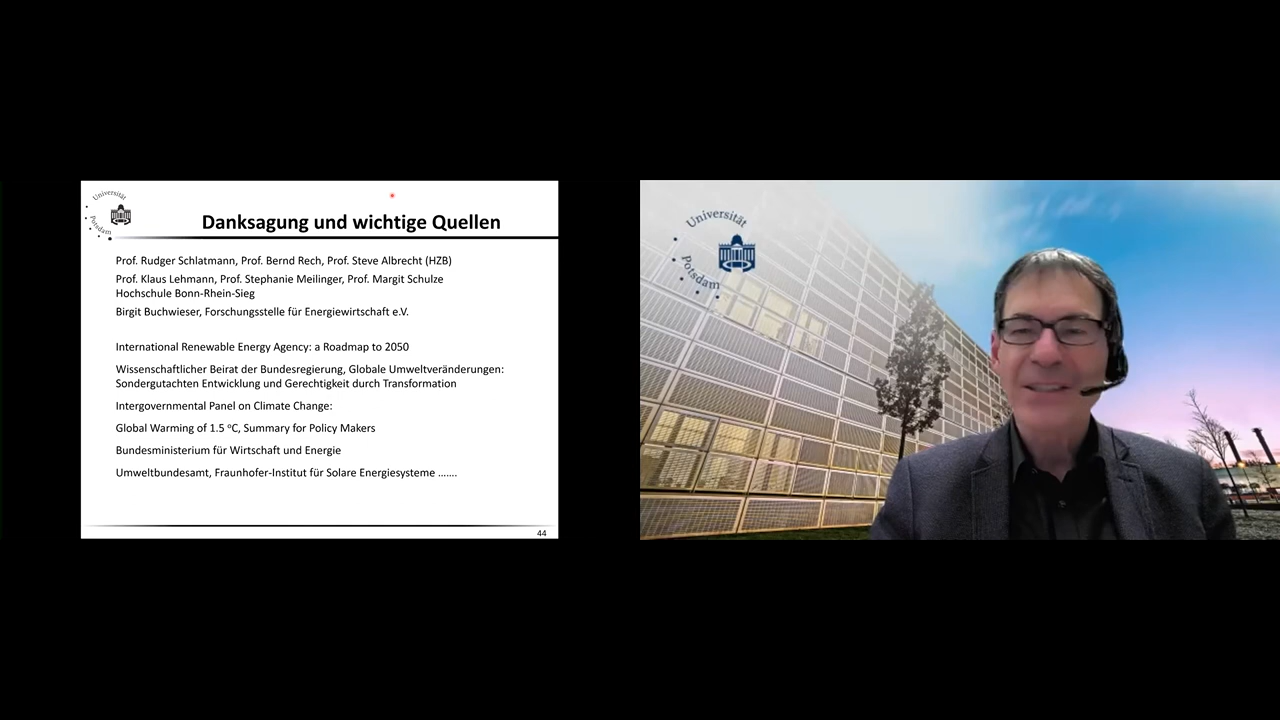 Universität
Potsdam
Danksagung und wichtige Quellen
Prof. Rudger Schlatmann, Prof. Bernd Rech, Prof. Steve Albrecht (HZB)
Prof. Klaus Lehmann, Prof. Stephanie Meilinger, Prof. Margit Schulze
Hochschule Bonn-Rhein-Sieg
Birgit Buchwieser, Forschungsstelle für Energiewirtschaft e.V.
International Renewable Energy Agency: a Roadmap to 2050
Wissenschaftlicher Beirat der Bundesregierung, Globale Umweltveränderungen:
Sondergutachten Entwicklung und Gerechtigkeit durch Transformation
Intergovernmental Panel on Climate Change:
Global Warming of 1.5 °C, Summary for Policy Makers
Bundesministerium für Wirtschaft und Energie
Umweltbundesamt, Fraunhofer-Institut für Solare Energiesysteme .......
44
Universität
Potsdam